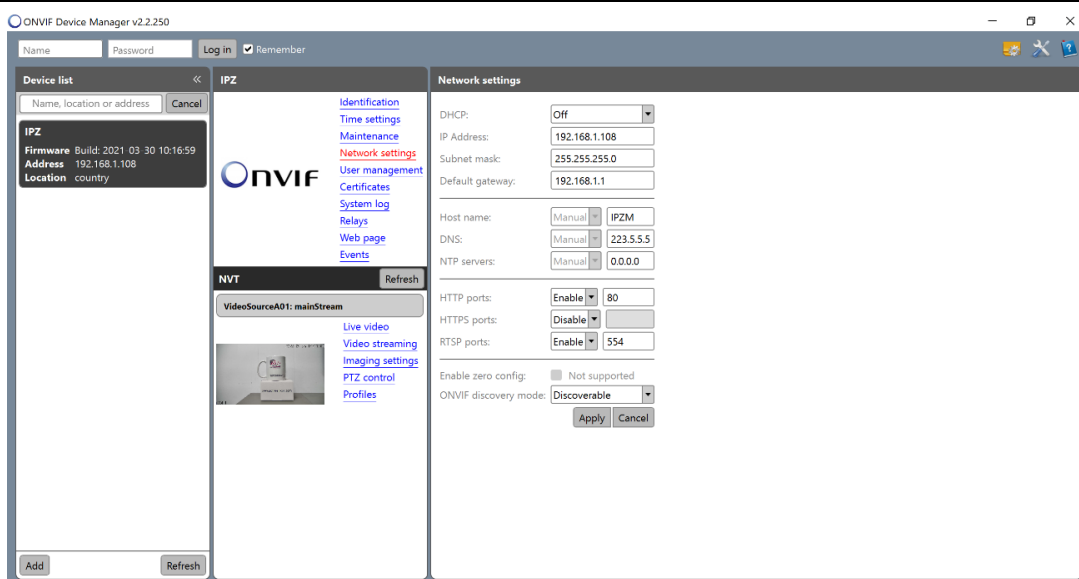 ONVIF Device Manager v2.2.250
Name Password Log in Remember
Device list «
Name, location or address Cancel
IPZ
Firmware Build: 2021-03-30 10:16:59
Address 192.168.1.108
Location country
Add Refresh
IPZ
ONVIF
Identification
Time settings
Maintenance
Network settings
User management
Certificates
System log
Relays
Web page
Events
NVT Refresh
VideoSourceA01: mainStream
Live video
Video streaming
Imaging settings
PTZ control
Profiles
Network settings
DHCP: Off
IP Address: 192.168.1.108
Subnet mask: 255.255.255.0
Default gateway: 192.168.1.1
Host name: Manual IPZM
DNS: Manual 223.5.5.5
NTP servers: Manual 0.0.0.0
HTTP ports: Enable 80
HTTPS ports: Disable
RTSP ports: Enable 554
Enable zero config: Not supported
ONVIF discovery mode: Discoverable
Apply Cancel